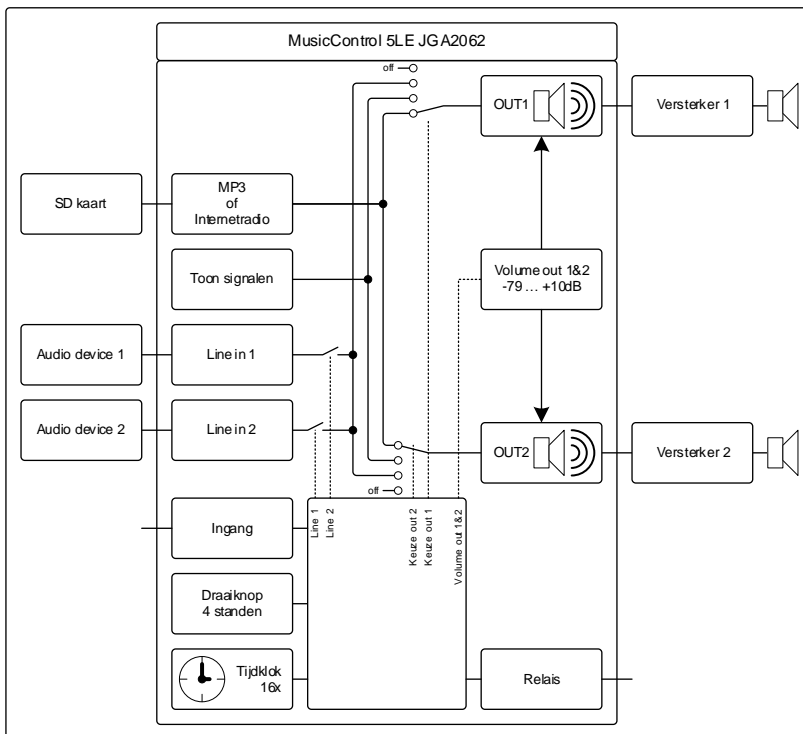 MusicControl 5LE JGA2062
off
OUT1
Versterker 1
SD kaart
MP3
of
Internetradio
Toon signalen
Volume out 1&2
-79 ... +10dB
Audio device 1
Line in 1
Audio device 2
Line in 2
OUT2
Versterker 2
off
Line 1
Line 2
Keuze out 2
Keuze out 1
Volume out 1&2
Ingang
Draaiknop
4 standen
Tijdklok
16x
Relais